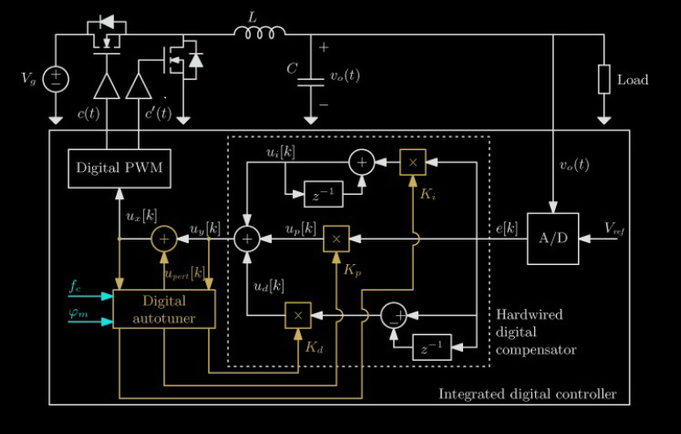 L
V_g
C
v_o(t)
Load
c(t)
c'(t)
Digital PWM
u_i[k]
z^{-1}
K_i
v_o(t)
u_x[k]
u_y[k]
u_p[k]
e[k]
A/D
V_{ref}
u_{pert}[k]
K_p
f_c
φ_m
Digital
autotuner
u_d[k]
K_d
z^{-1}
Hardwired
digital
compensator
Integrated digital controller